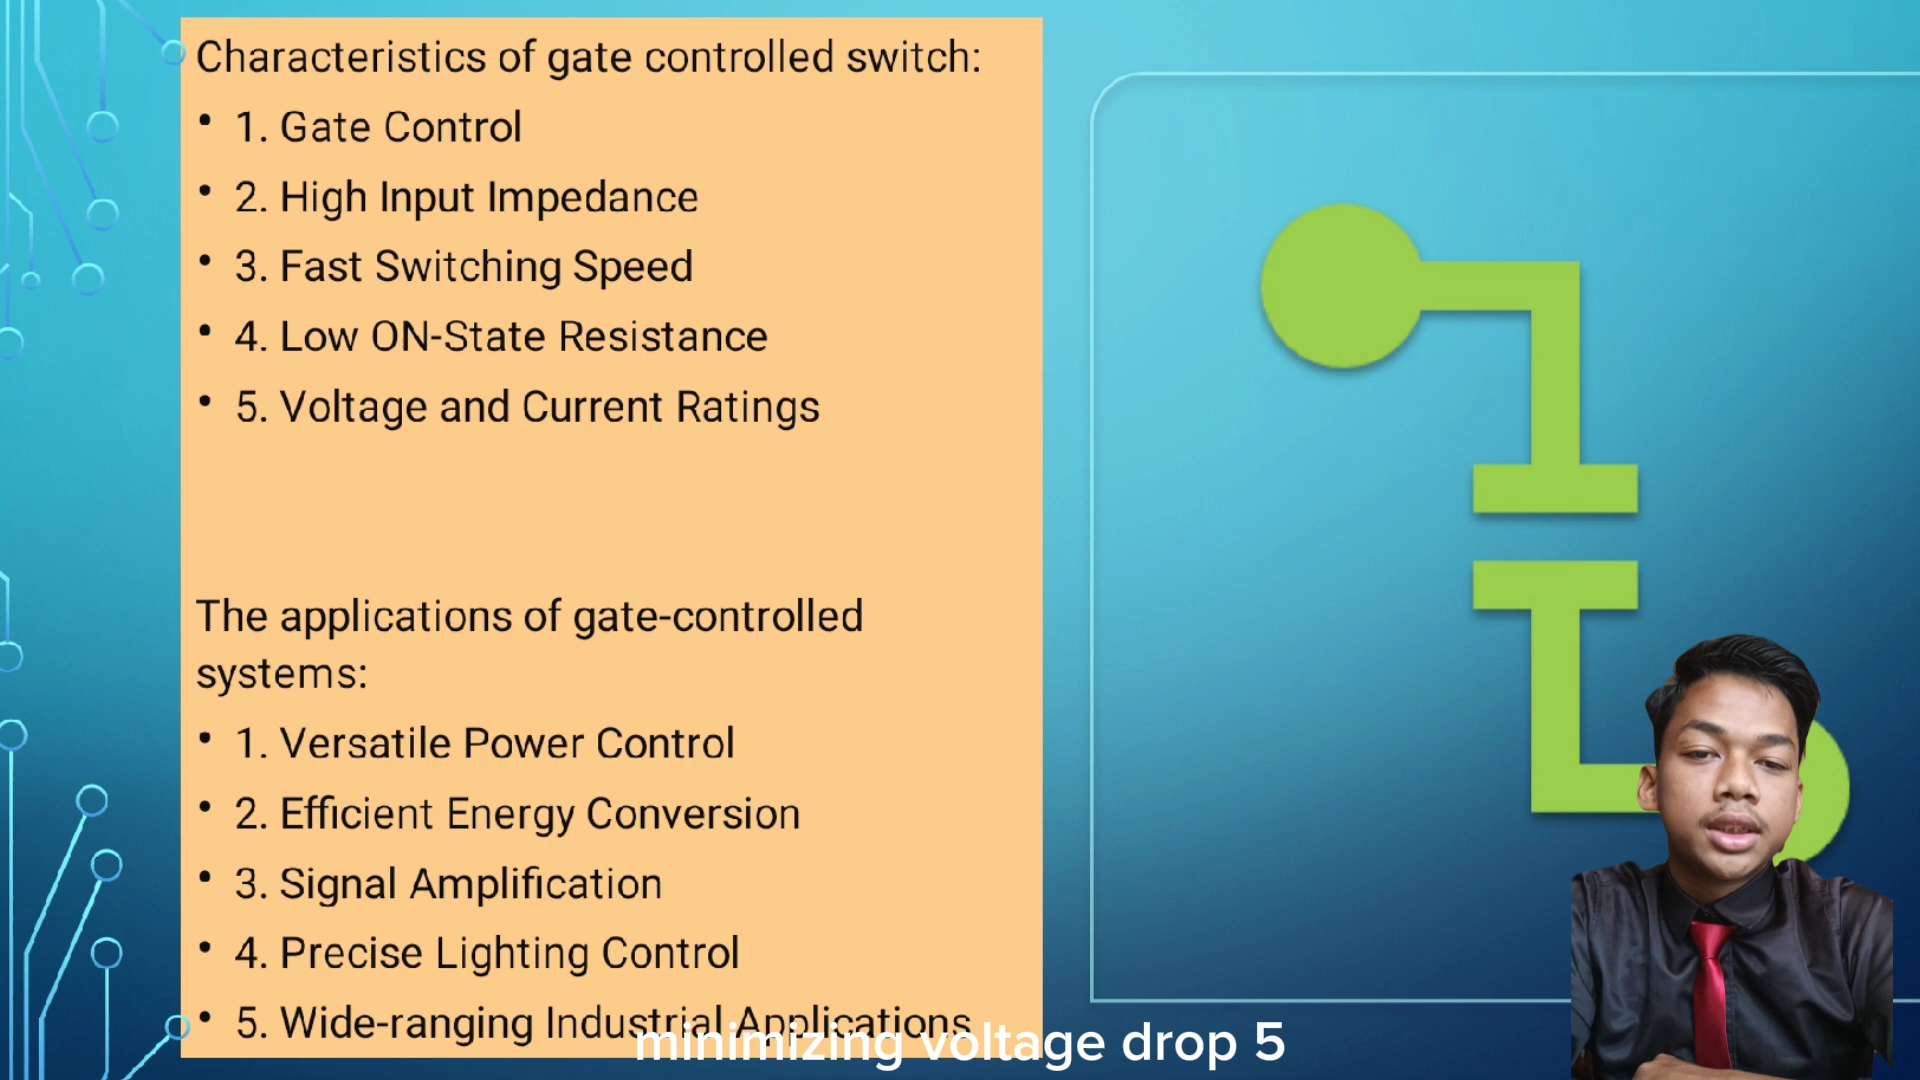 Characteristics of gate controlled switch:
• 1. Gate Control
• 2. High Input Impedance
• 3. Fast Switching Speed
• 4. Low ON-State Resistance
• 5. Voltage and Current Ratings
The applications of gate-controlled
systems:
• 1. Versatile Power Control
• 2. Efficient Energy Conversion
• 3. Signal Amplification
• 4. Precise Lighting Control
• 5. Wide-ranging Industrial Applications
minimizing voltage drop 5